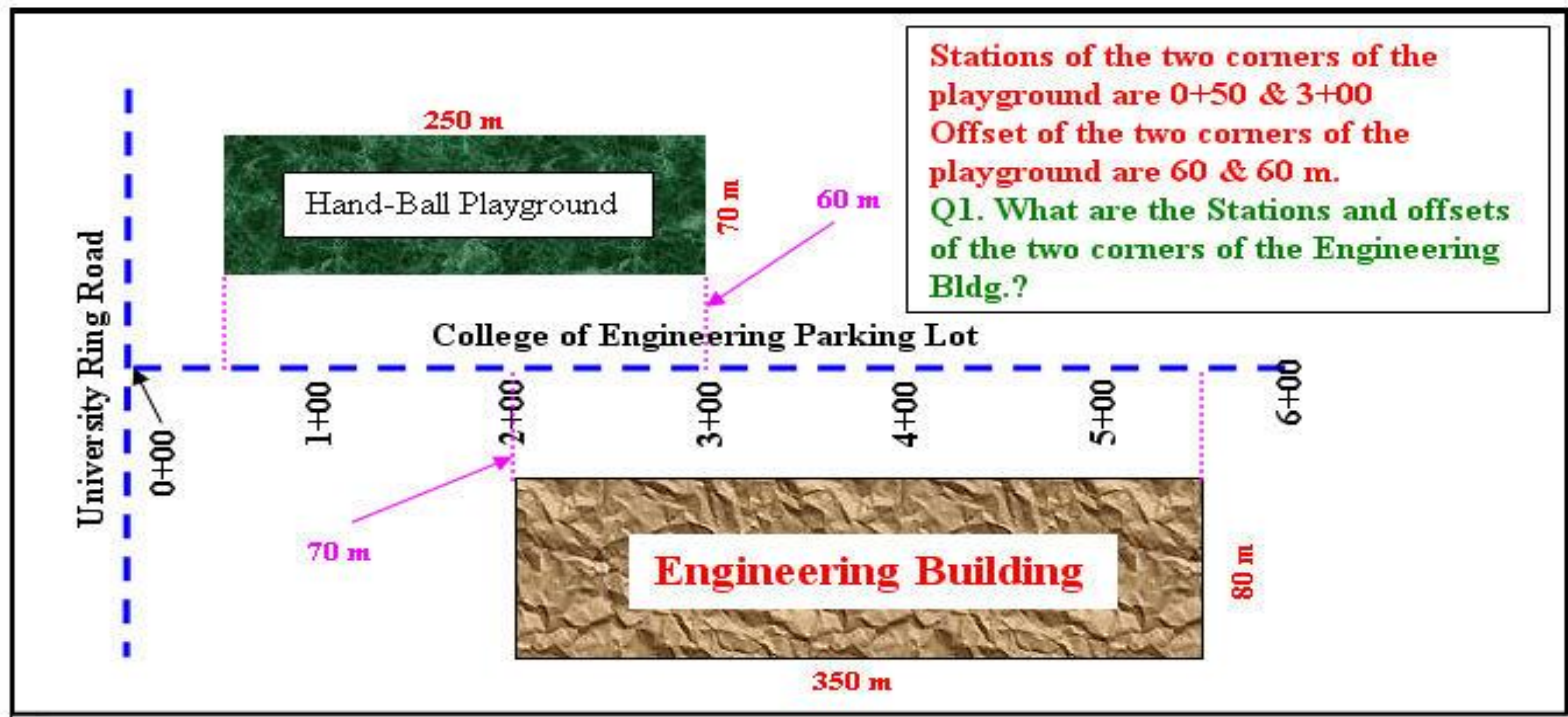 Stations of the two corners of the
playground are 0+50 & 3+00
Offset of the two corners of the
playground are 60 & 60 m.
Q1. What are the Stations and offsets
of the two corners of the Engineering
Bldg.?
250 m
Hand-Ball Playground
70 m
60 m
University Ring Road
College of Engineering Parking Lot
0+00
1+00
2+00
3+00
4+00
5+00
6+00
70 m
Engineering Building
80 m
350 m